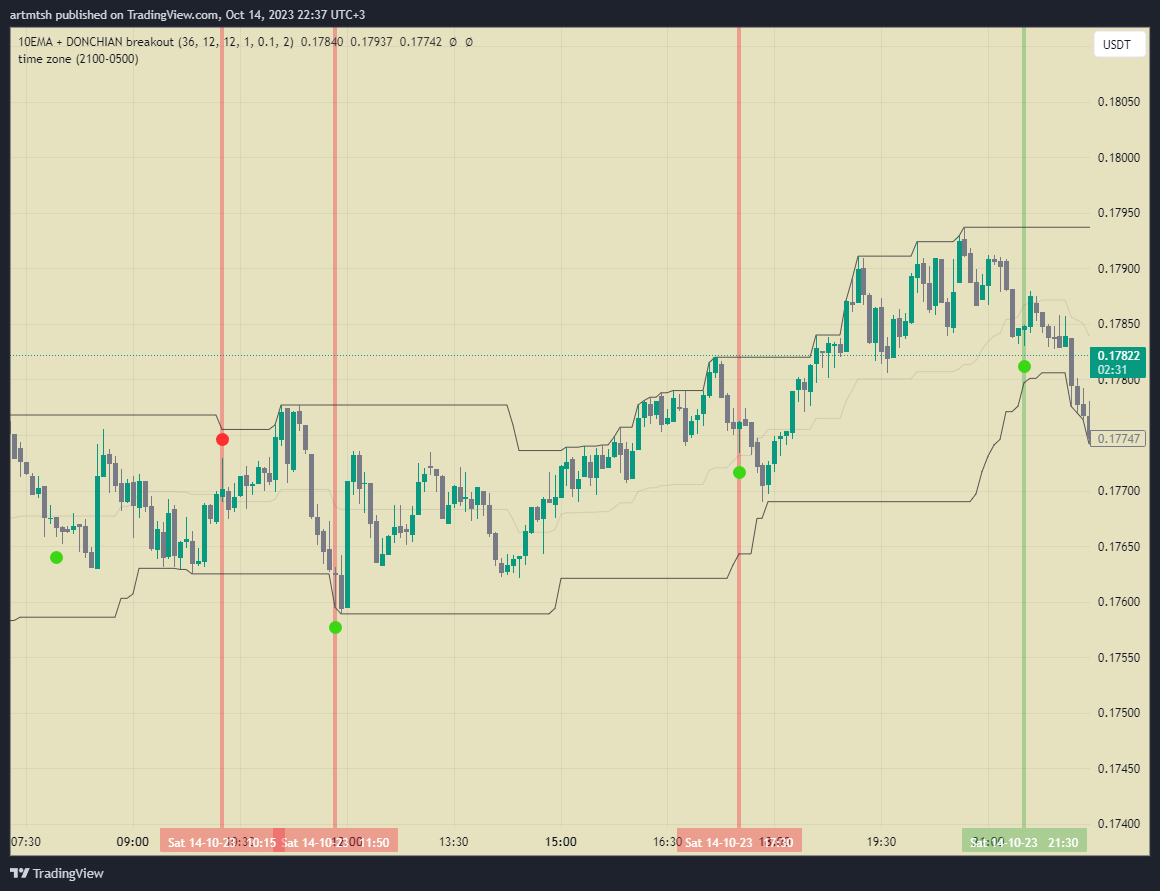 artmtsh published on TradingView.com, Oct 14, 2023 22:37 UTC+3
10EMA + DONCHIAN breakout (36, 12, 12, 1, 0.1, 2) 0.17840 0.17937 0.17742 Ø Ø
time zone (2100-0500)
USDT
0.18050
0.18000
0.17950
0.17900
0.17850
0.17822
02:31
0.17800
0.17747
0.17700
0.17650
0.17600
0.17550
0.17500
0.17450
0.17400
07:30 09:00 Sat 14-10-23 10:15 Sat 14-10-23 11:50 13:30 15:00 16:30 Sat 14-10-23 17:30 19:30 Sat 14-10-23 21:30
TradingView